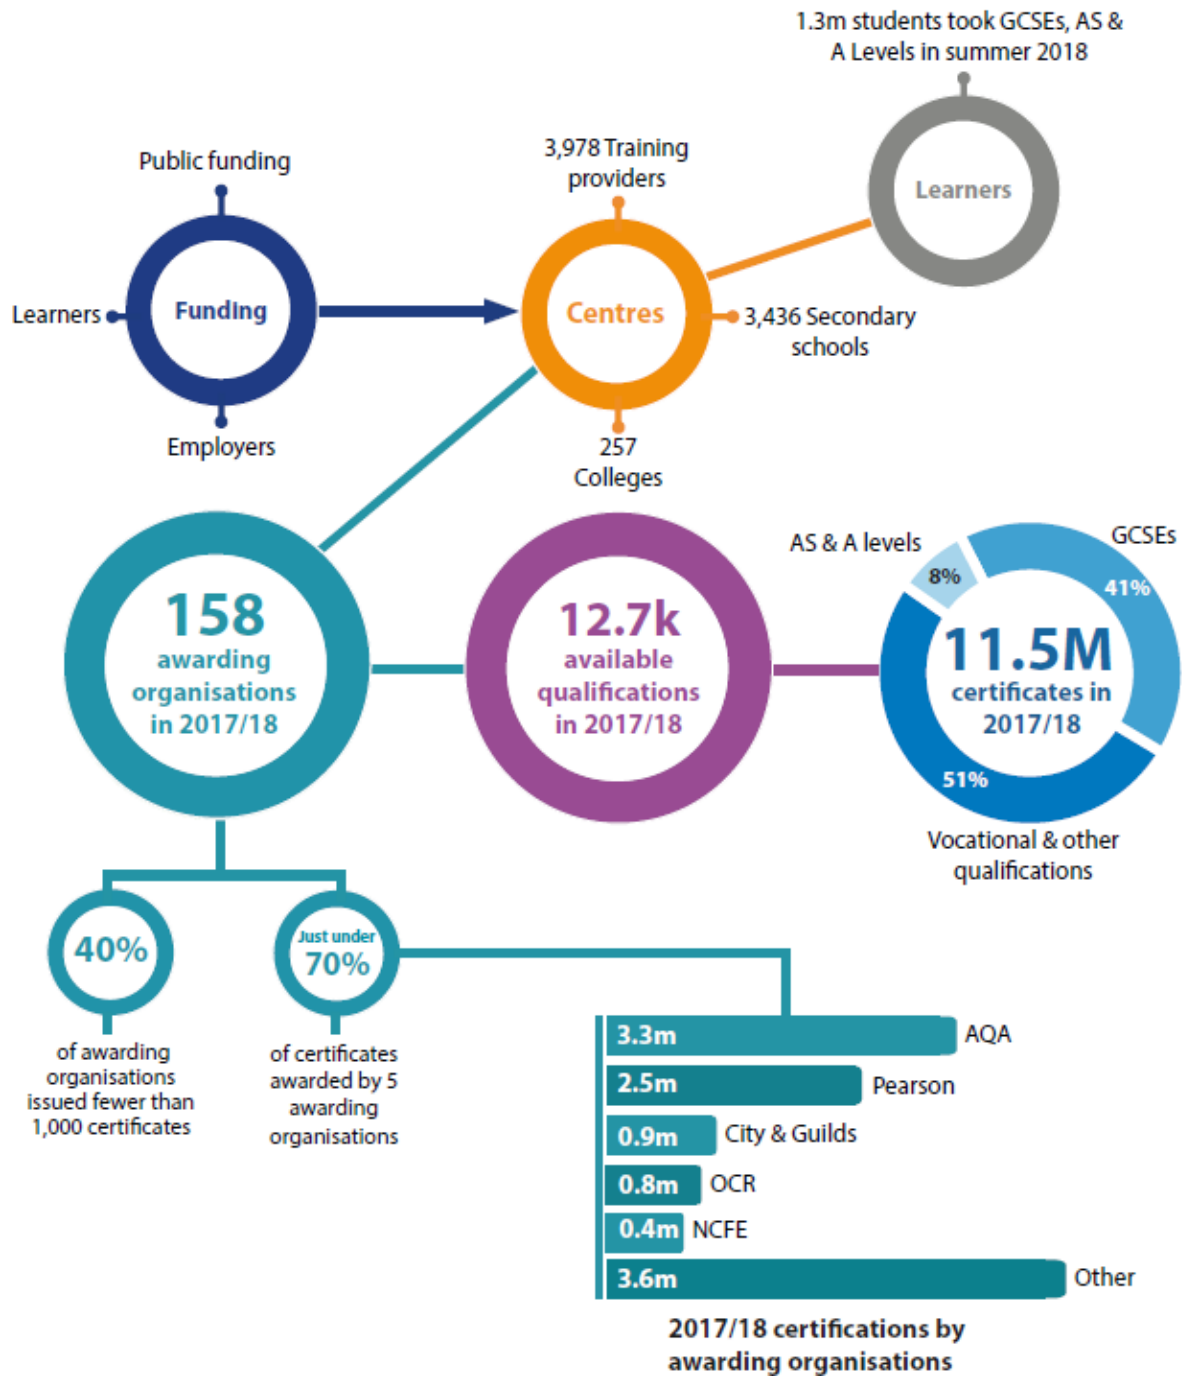 1.3m students took GCSEs, AS &
A Levels in summer 2018
Learners
Public funding
Learners
Funding
Employers
3,978 Training
providers
Centres
3,436 Secondary
schools
257
Colleges
158
awarding
organisations
in 2017/18
12.7k
available
qualifications
in 2017/18
AS & A levels
8%
GCSEs
41%
11.5M
certificates in
2017/18
51%
Vocational & other
qualifications
40%
of awarding
organisations
issued fewer than
1,000 certificates
Just under
70%
of certificates
awarded by 5
awarding
organisations
3.3m AQA
2.5m Pearson
0.9m City & Guilds
0.8m OCR
0.4m NCFE
3.6m Other
2017/18 certifications by
awarding organisations